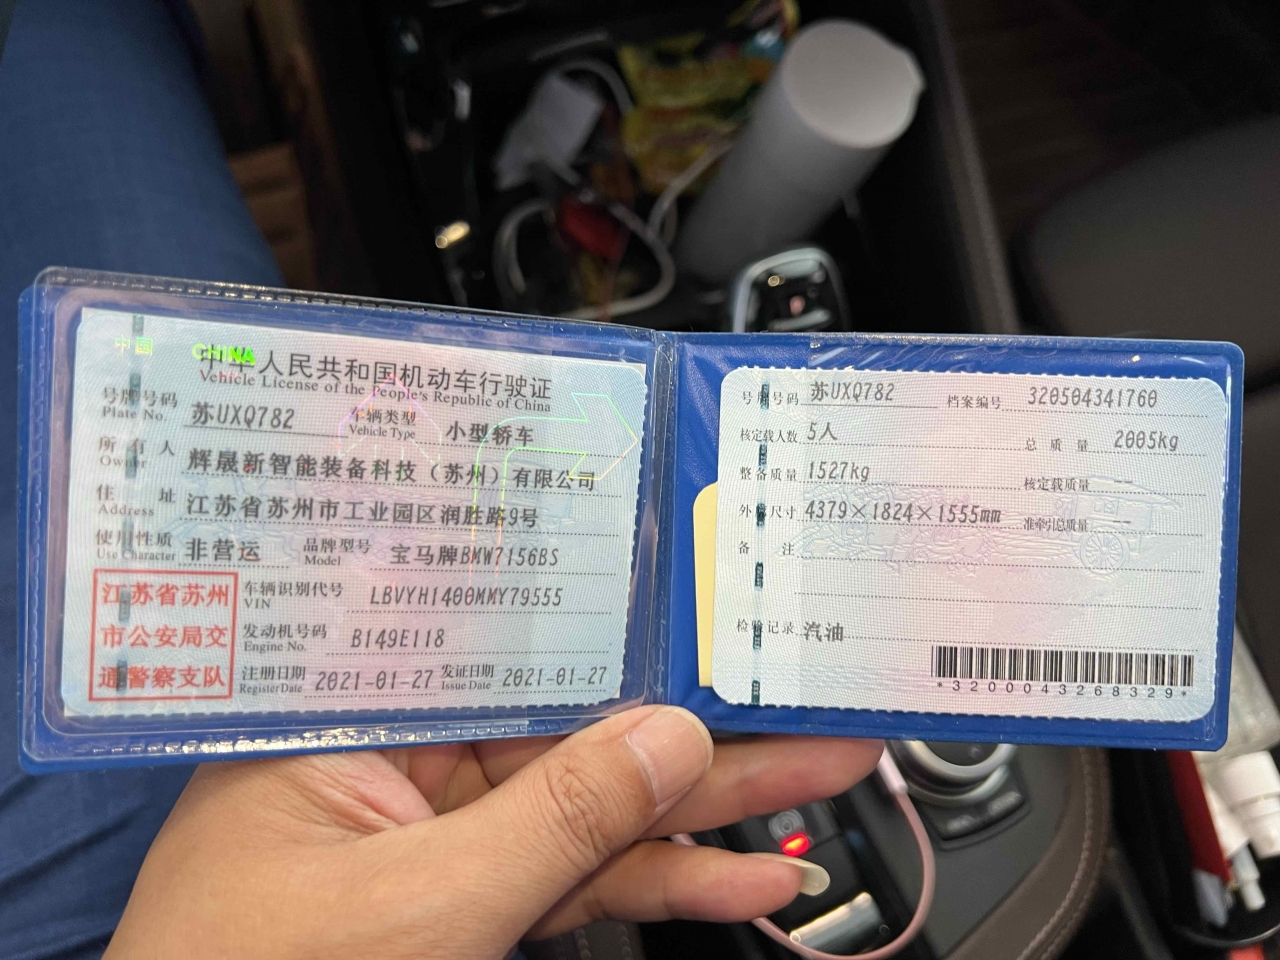 中国 CHINA
中华人民共和国机动车行驶证
Vehicle License of the People's Republic of China
号牌号码 苏UXQ782 车辆类型 小型轿车
Plate No. Vehicle Type
所有人 辉晟新智能装备科技（苏州）有限公司
Owner
住址 江苏省苏州市工业园区润胜路9号
Address
使用性质 非营运 品牌型号 宝马牌BMW7156BS
Use Character Model
江苏省苏州
市公安局交
通警察支队
车辆识别代号 LBVYH1400MMY79555
VIN
发动机号码 B149E118
Engine No.
注册日期 2021-01-27 发证日期 2021-01-27
Register Date Issue Date
号牌号码 苏UXQ782 档案编号 320504341760
核定载人数 5人 总质量 2005kg
整备质量 1527kg 核定载质量 --
外廓尺寸 4379×1824×1555mm 准牵引总质量 --
备注
检验记录 汽油
*3200043268329*